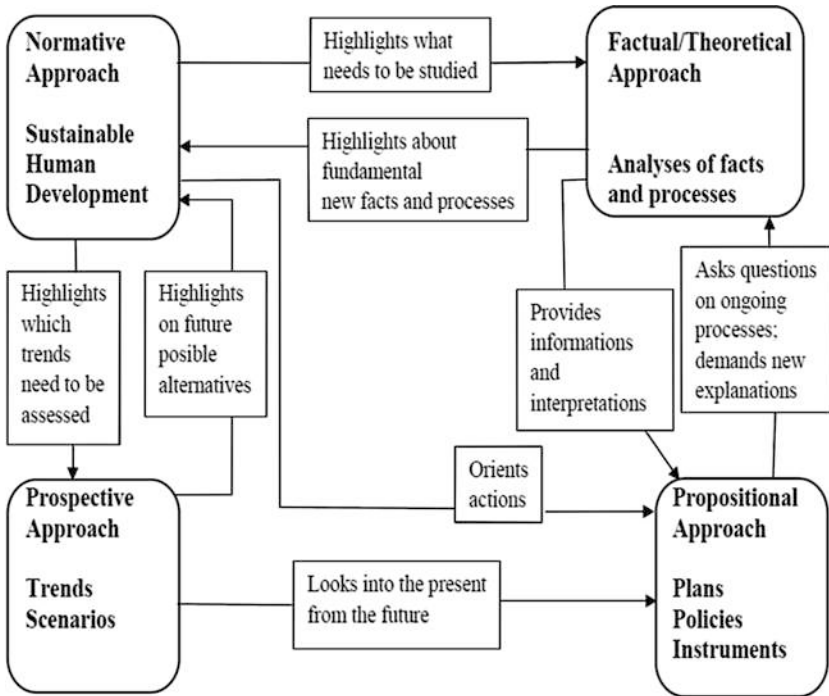 Normative
Approach
Sustainable
Human
Development
Highlights what
needs to be studied
Factual/Theoretical
Approach
Analyses of facts
and processes
Highlights about
fundamental
new facts and processes
Highlights
which
trends
need to be
assessed
Highlights
on future
posible
alternatives
Provides
informations
and
interpretations
Asks questions
on ongoing
processes;
demands new
explanations
Orients
actions
Prospective
Approach
Trends
Scenarios
Looks into the present
from the future
Propositional
Approach
Plans
Policies
Instruments